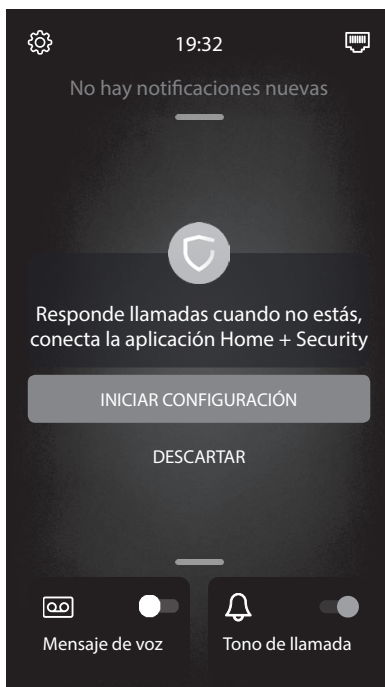 19:32
No hay notificaciones nuevas
Responde llamadas cuando no estás,
conecta la aplicación Home + Security
INICIAR CONFIGURACIÓN
DESCARTAR
Mensaje de voz
Tono de llamada